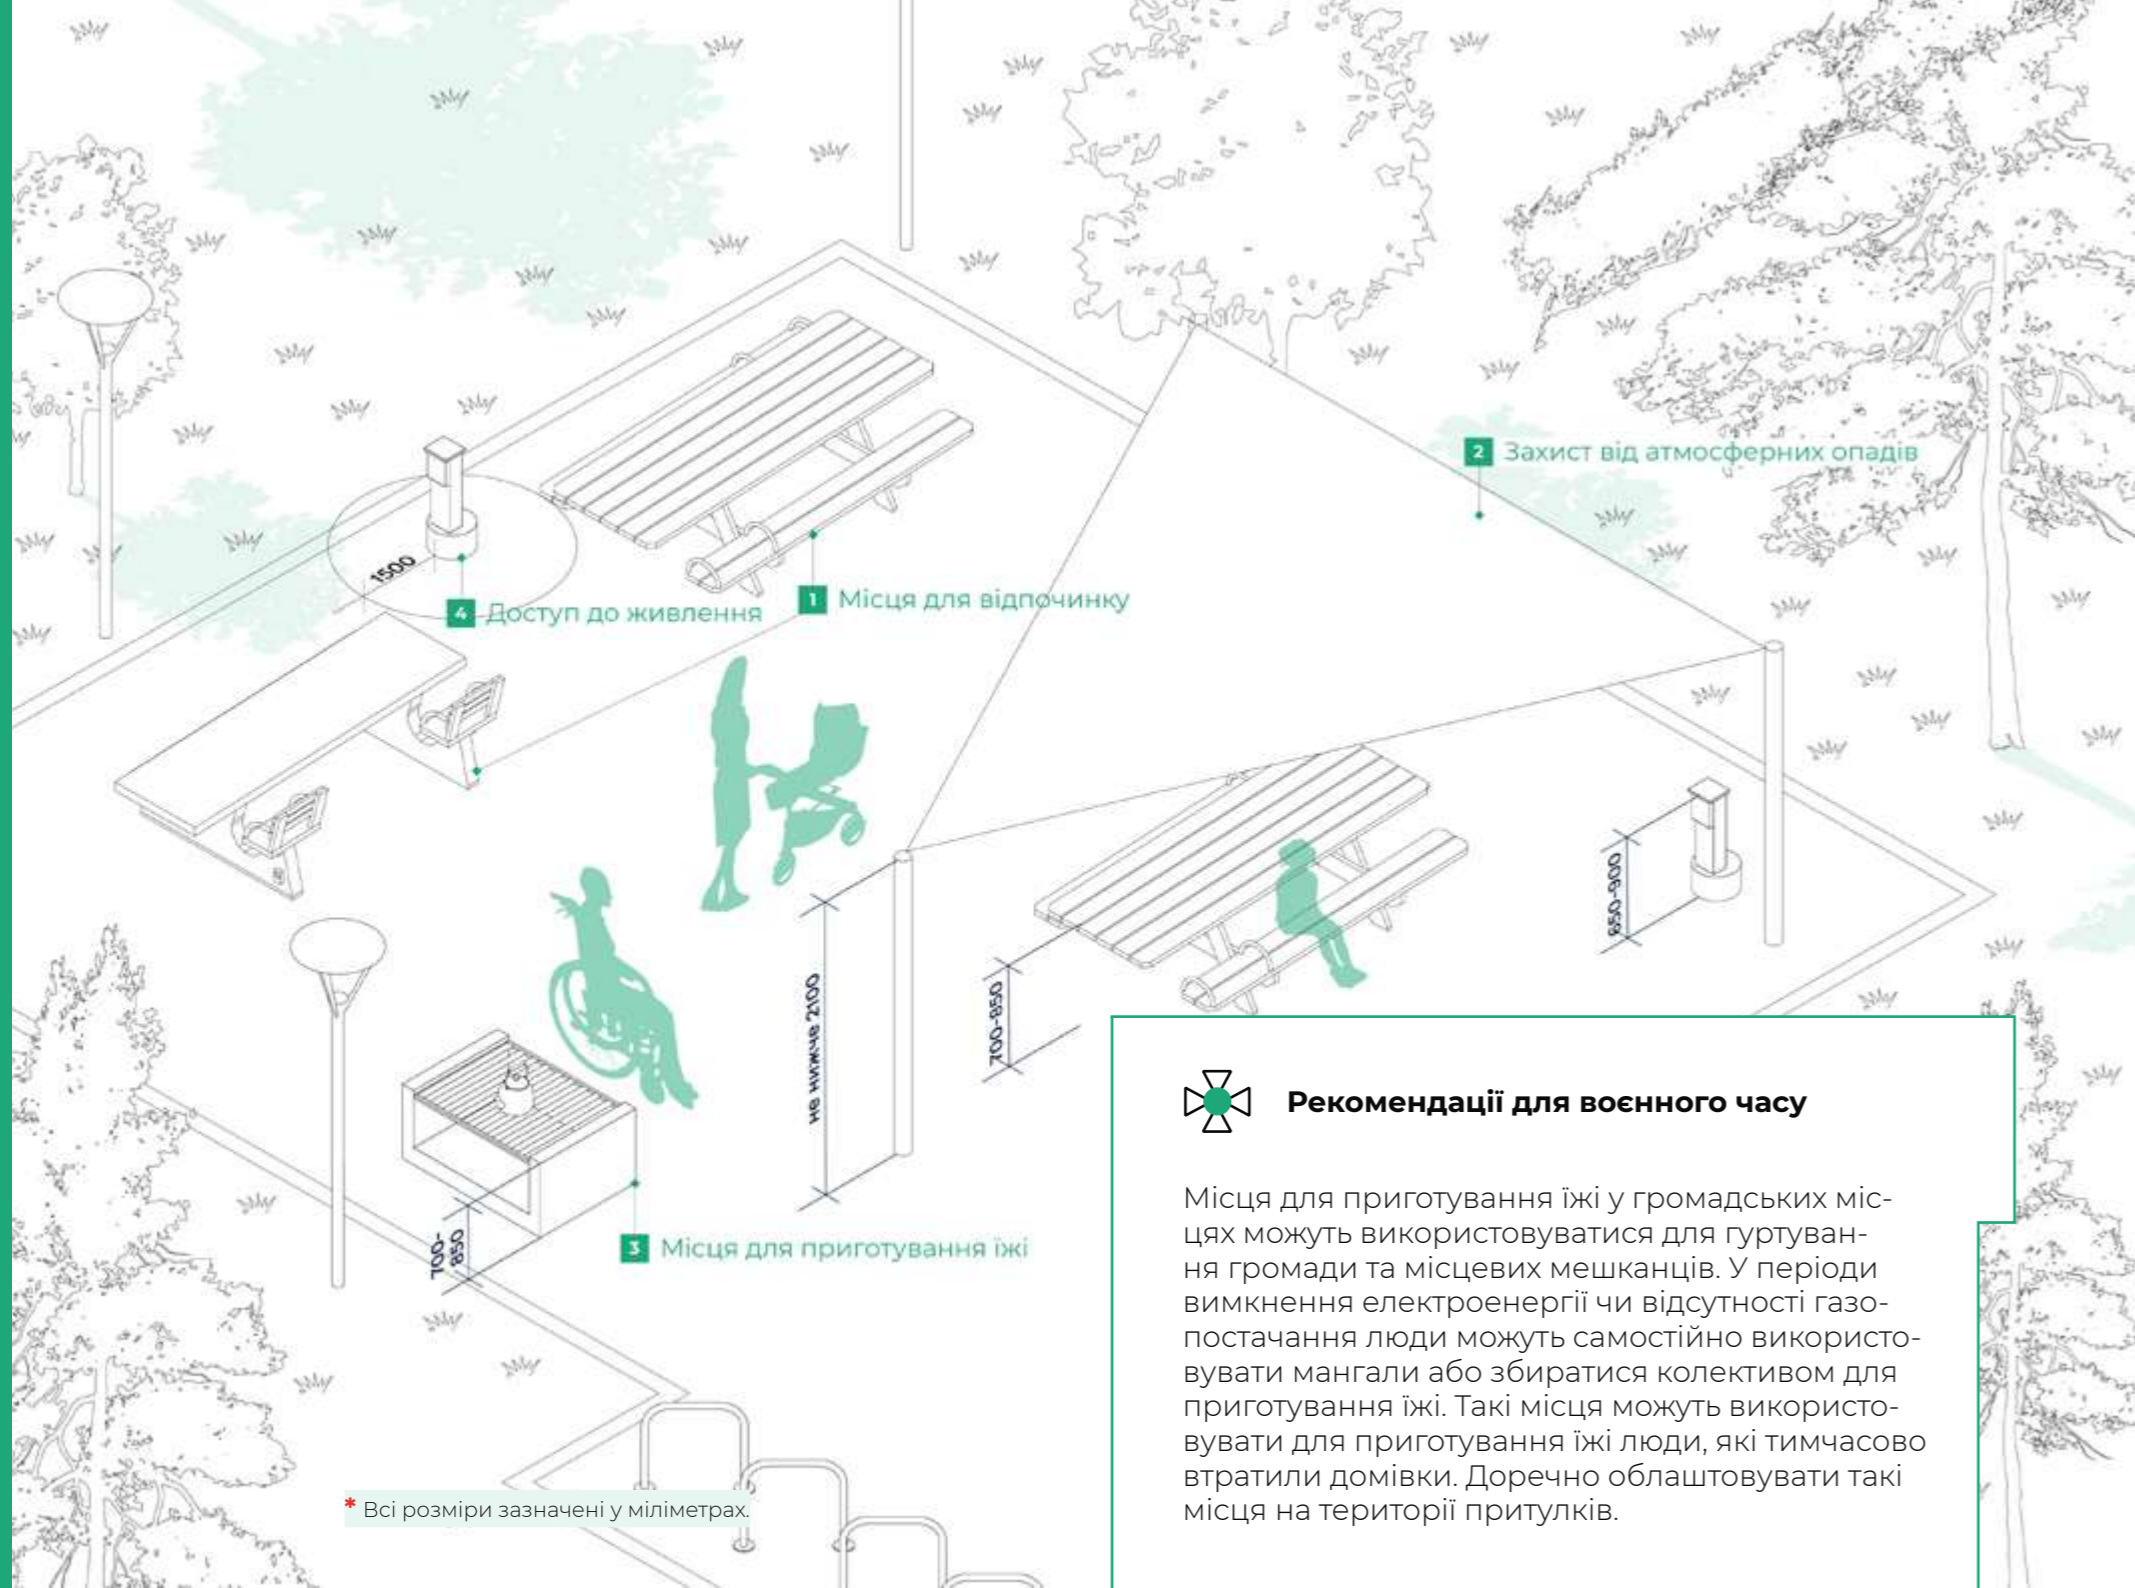 2 Захист від атмосферних опадів
1500
4 Доступ до живлення
1 Місця для відпочинку
850-900
не нижче 2100
700-850
700-
850
3 Місця для приготування їжі
Рекомендації для воєнного часу
Місця для приготування їжі у громадських міс-
цях можуть використовуватися для гуртуван-
ня громади та місцевих мешканців. У періоди
вимкнення електроенергії чи відсутності газо-
постачання люди можуть самостійно використо-
вувати мангали або збиратися колективом для
приготування їжі. Такі місця можуть використо-
вувати для приготування їжі люди, які тимчасово
втратили домівки. Доречно облаштовувати такі
місця на території притулків.
* Всі розміри зазначені у міліметрах.